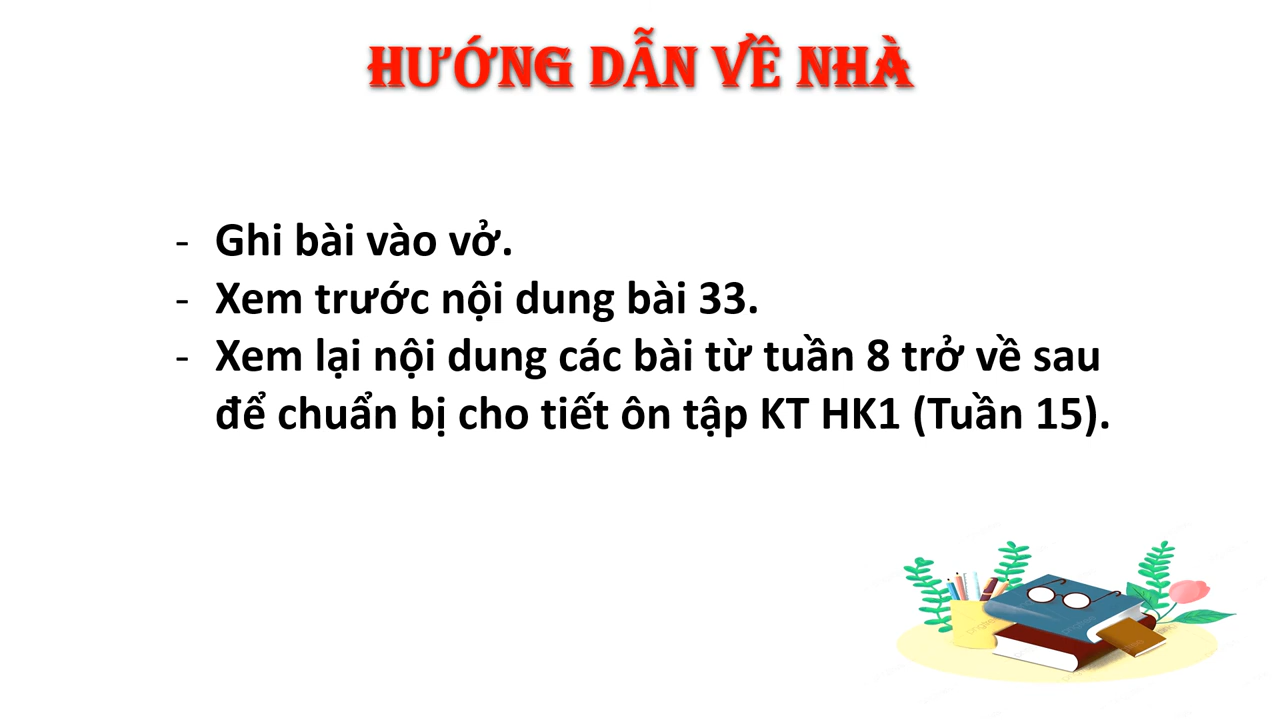 HƯỚNG DẪN VỀ NHÀ
- Ghi bài vào vở.
- Xem trước nội dung bài 33.
- Xem lại nội dung các bài từ tuần 8 trở về sau
để chuẩn bị cho tiết ôn tập KT HK1 (Tuần 15).